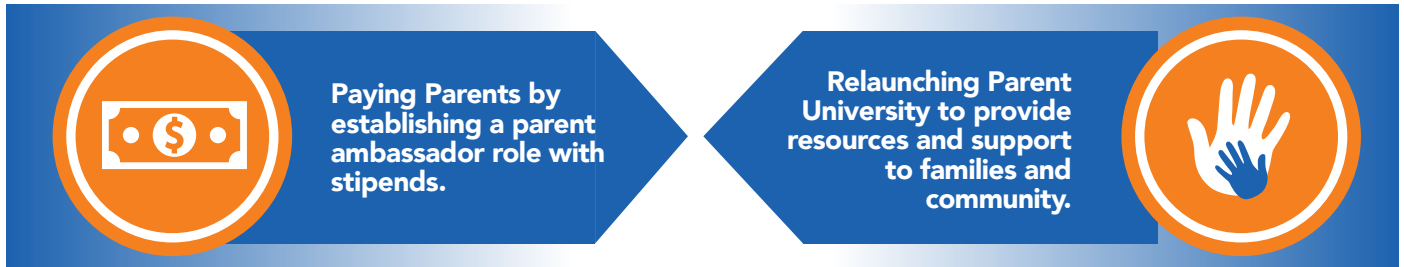 Paying Parents by
establishing a parent
ambassador role with
stipends.
Relaunching Parent
University to provide
resources and support
to families and
community.
$